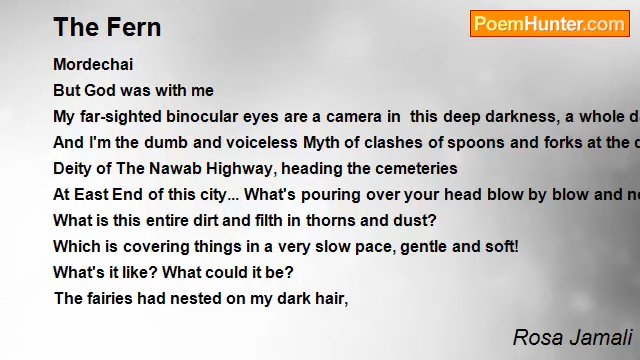 The Fern
PoemHunter.com
Mordechai
But God was with me
My far-sighted binocular eyes are a camera in this deep darkness, a whole
And I'm the dumb and voiceless Myth of clashes of spoons and forks at the
Deity of The Nawab Highway, heading the cemeteries
At East End of this city... What's pouring over your head blow by blow and
What is this entire dirt and filth in thorns and dust?
Which is covering things in a very slow pace, gentle and soft!
What's it like? What could it be?
The fairies had nested on my dark hair,
Rosa Jamali